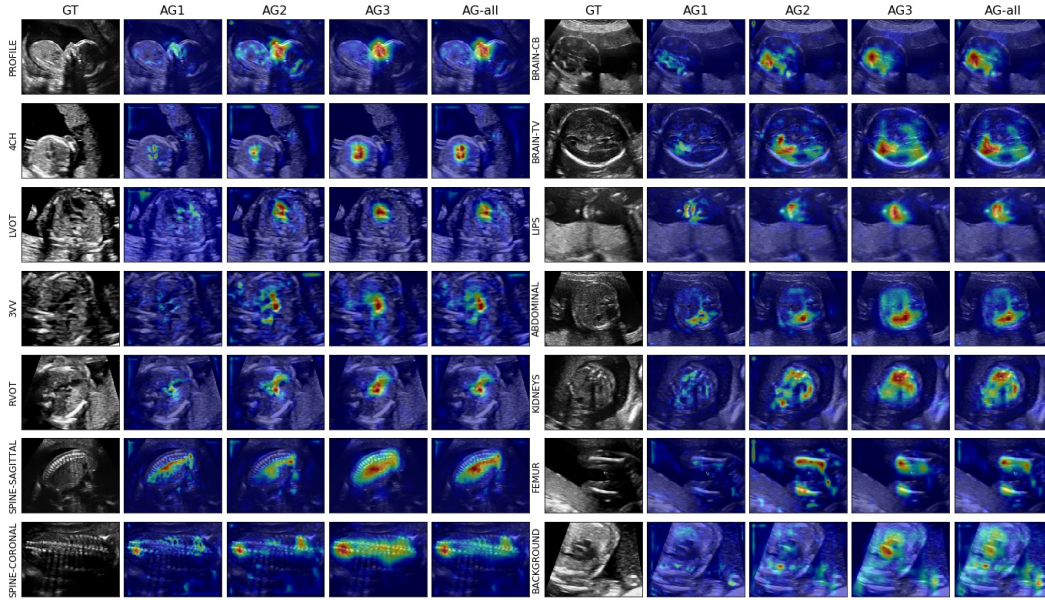 GT AG1 AG2 AG3 AG-all GT AG1 AG2 AG3 AG-all
PROFILE BRAIN-CB
4CH BRAIN-TV
LVOT LIPS
3VV ABDOMINAL
RVOT KIDNEYS
SPINE-SAGITTAL FEMUR
SPINE-CORONAL BACKGROUND